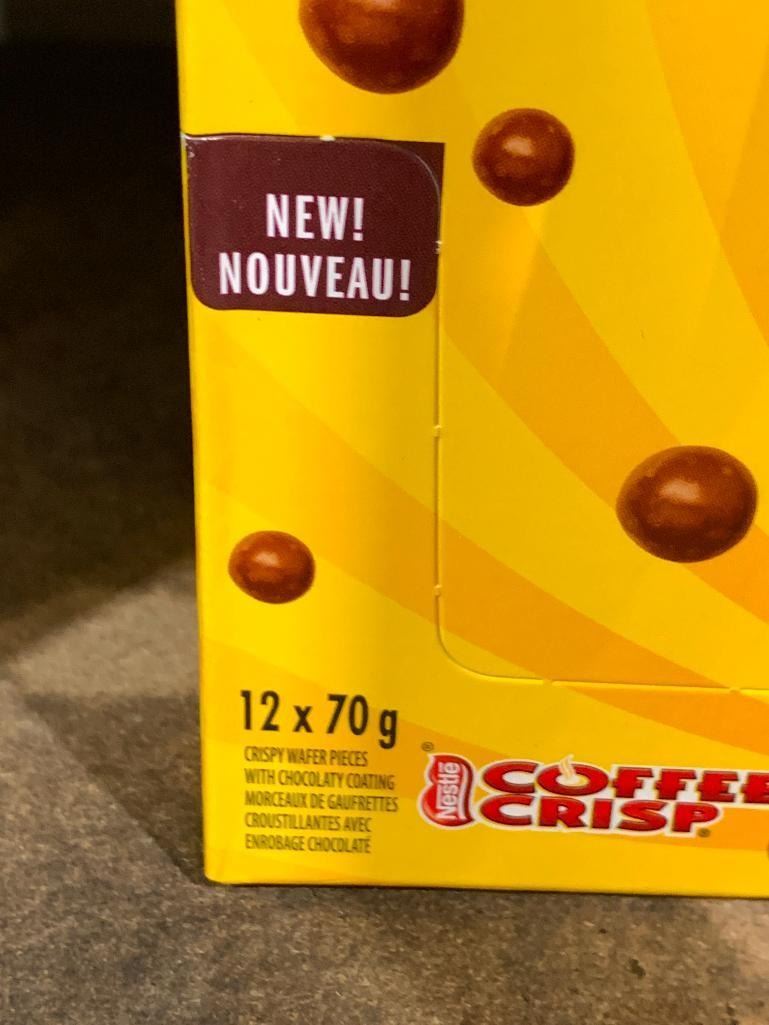 NEW!
NOUVEAU!
12 x 70 g
CRISPY WAFER PIECES
WITH CHOCOLATY COATING
MORCEAUX DE GAUFRETTES
CROUSTILLANTES AVEC
ENROBAGE CHOCOLATÉ
Nestlé
COFFEE
CRISP